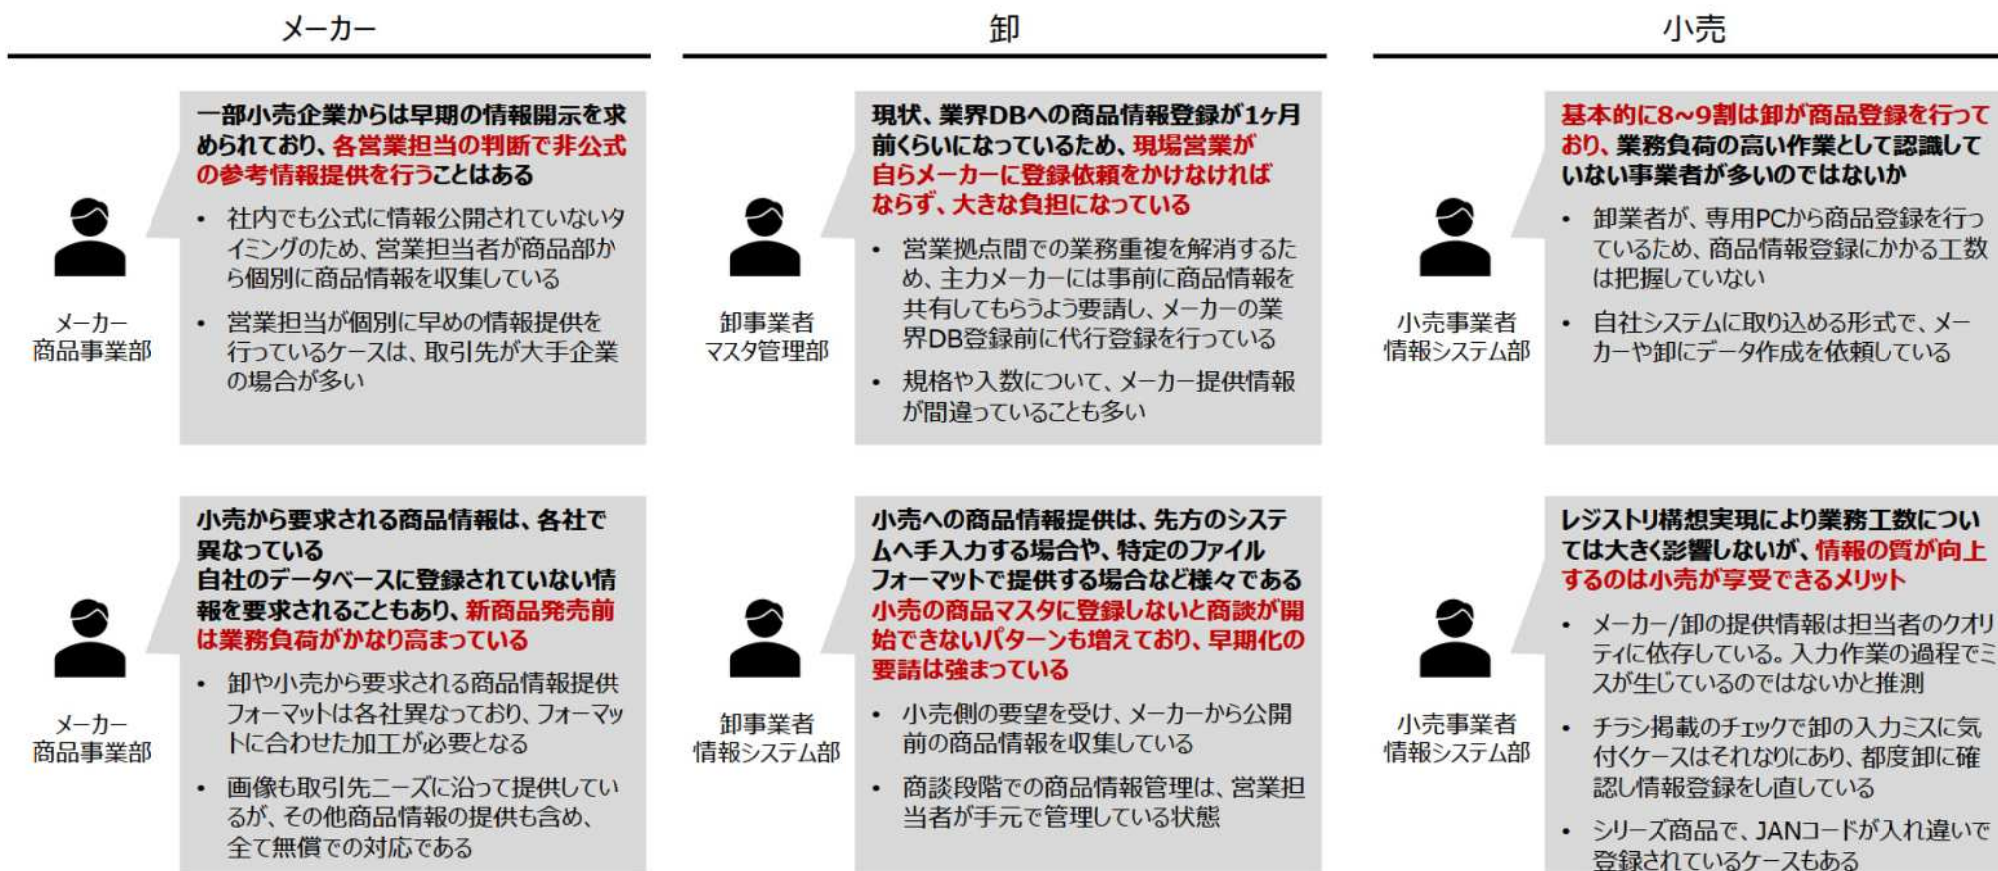 メーカー
卸
小売
一部小売企業からは早期の情報開示を求
められており、各営業担当の判断で非公式
の参考情報提供を行うことはある
• 社内でも公式に情報公開されていないタ
イミングのため、営業担当者が商品部か
ら個別に商品情報を収集している
• 営業担当が個別に早めの情報提供を
行っているケースは、取引先が大手企業
の場合が多い
メーカー
商品事業部
現状、業界DBへの商品情報登録が1ヶ月
前くらいになっているため、現場営業が
自らメーカーに登録依頼をかけなければ
ならず、大きな負担になっている
• 営業拠点間での業務重複を解消するた
め、主力メーカーには事前に商品情報を
共有してもらうよう要請し、メーカーの業
界DB登録前に代行登録を行っている
• 規格や入数について、メーカー提供情報
が間違っていることも多い
卸事業者
マスタ管理部
基本的に8~9割は卸が商品登録を行って
おり、業務負荷の高い作業として認識して
いない事業者が多いのではないか
• 卸業者が、専用PCから商品登録を行っ
ているため、商品情報登録にかかる工数
は把握していない
• 自社システムに取り込める形式で、メー
カーや卸にデータ作成を依頼している
小売事業者
情報システム部
小売から要求される商品情報は、各社で
異なっている
自社のデータベースに登録されていない情
報を要求されることもあり、新商品発売前
は業務負荷がかなり高まっている
• 卸や小売から要求される商品情報提供
フォーマットは各社異なっており、フォーマッ
トに合わせた加工が必要となる
• 画像も取引先ニーズに沿って提供してい
るが、その他商品情報の提供も含め、
全て無償での対応である
メーカー
商品事業部
小売への商品情報提供は、先方のシステ
ムへ手入力する場合や、特定のファイル
フォーマットで提供する場合など様々である
小売の商品マスタに登録しないと商談が開
始できないパターンも増えており、早期化の
要請は強まっている
• 小売側の要望を受け、メーカーから公開
前の商品情報を収集している
• 商談段階での商品情報管理は、営業担
当者が手元で管理している状態
卸事業者
情報システム部
レジストリ構想実現により業務工数につい
ては大きく影響しないが、情報の質が向上
するのは小売が享受できるメリット
• メーカー/卸の提供情報は担当者のクオリ
ティに依存している。入力作業の過程でミ
スが生じているのではないかと推測
• チラシ掲載のチェックで卸の入力ミスに気
付くケースはそれなりにあり、都度卸に確
認し情報登録をし直している
• シリーズ商品で、JANコードが入れ違いで
登録されているケースもある
小売事業者
情報システム部